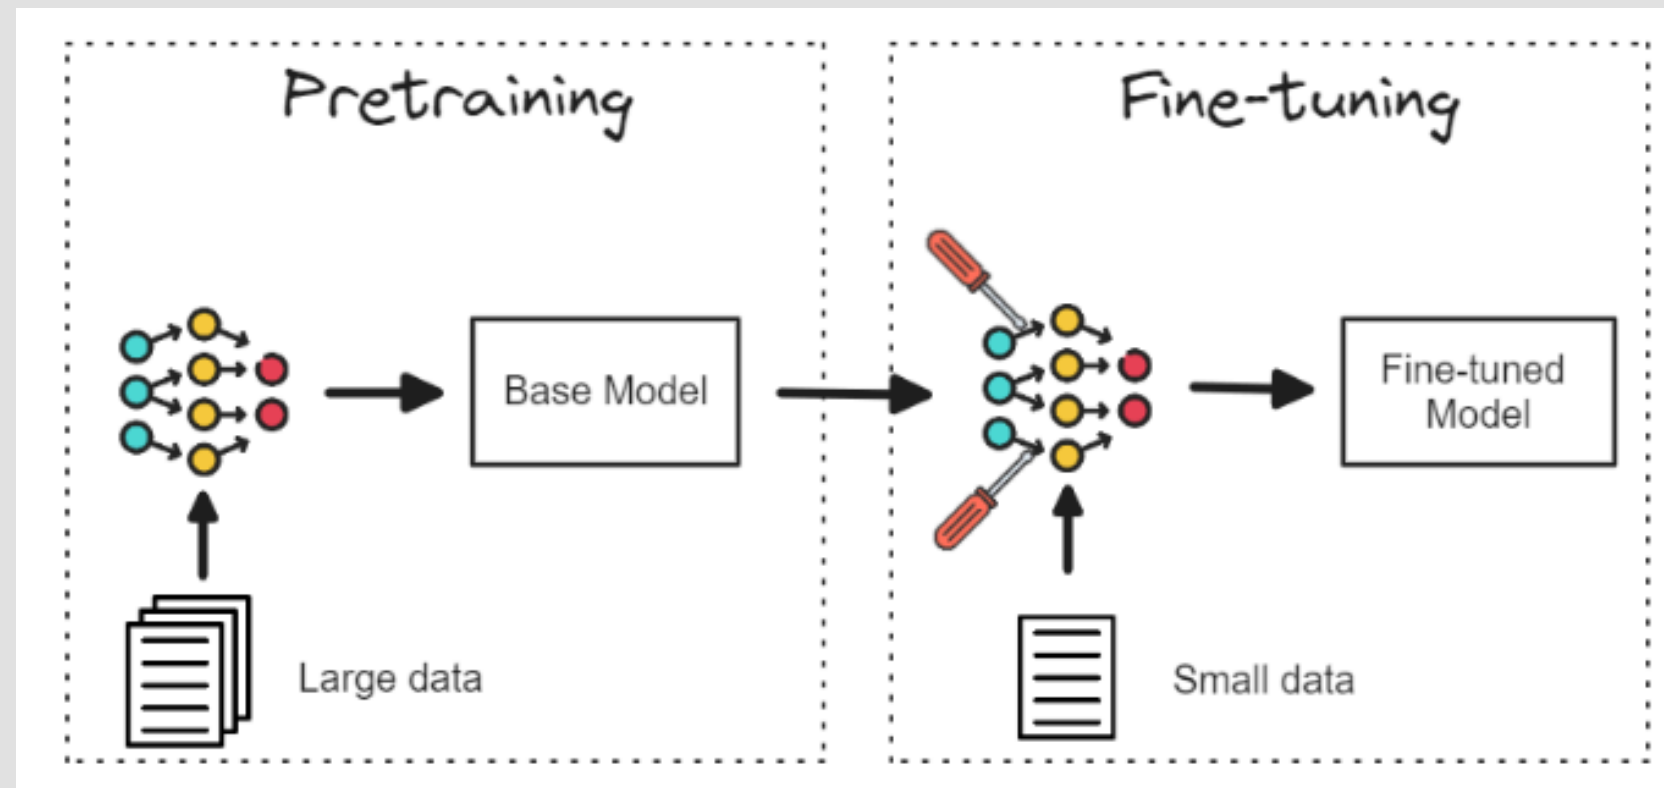 Pretraining
Base Model
Large data
Fine-tuning
Fine-tuned
Model
Small data